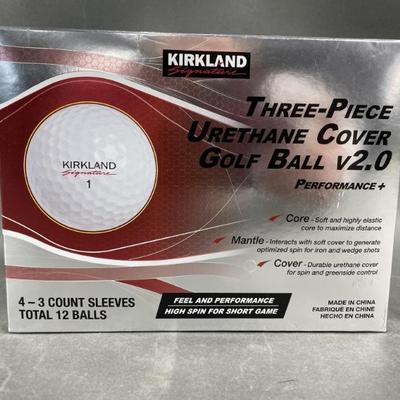 KIRKLAND
Signature
THREE-PIECE
URETHANE COVER
GOLF BALL V2.0
PERFORMANCE+
KIRKLAND
Signature
1
Core - Soft and highly elastic
core to maximize distance
Mantle - Interacts with soft cover to generate
optimized spin for iron and wedge shots
Cover - Durable urethane cover
for spin and greenside control
4 – 3 COUNT SLEEVES
TOTAL 12 BALLS
FEEL AND PERFORMANCE
HIGH SPIN FOR SHORT GAME
MADE IN CHINA
FABRIQUÉ EN CHINE
HECHO EN CHINA